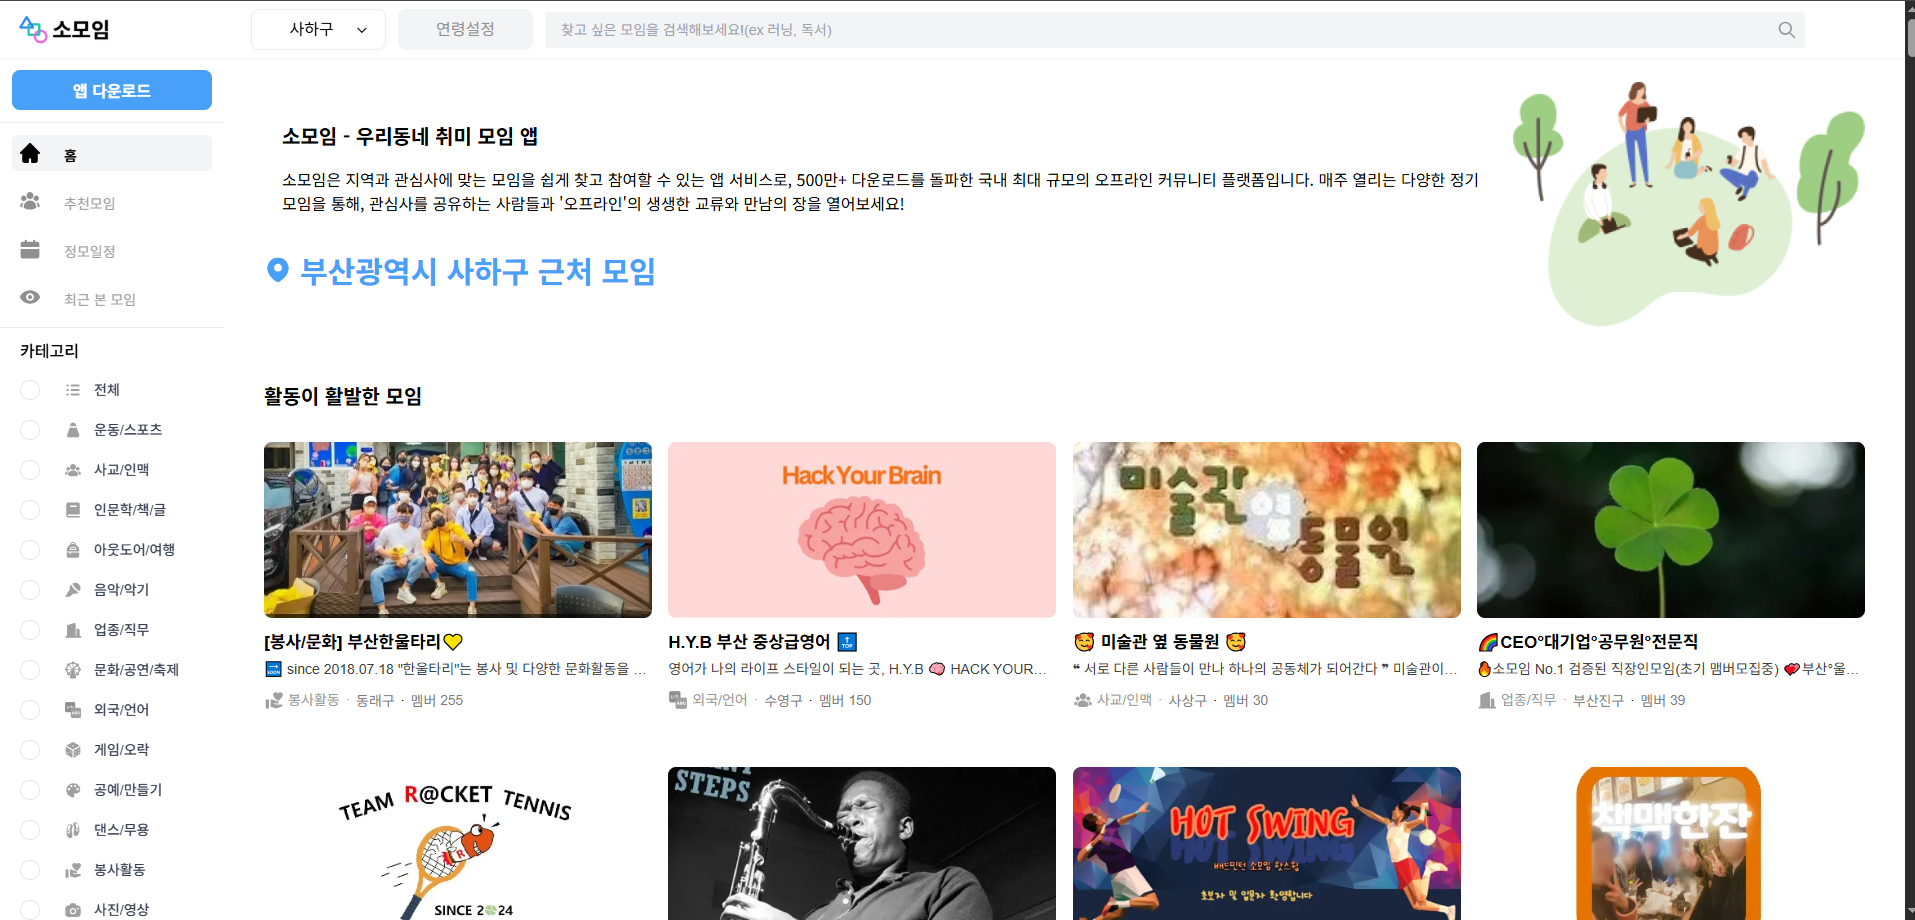 소모임
사하구
연령설정
찾고 싶은 모임을 검색해보세요!(ex 러닝, 독서)
앱 다운로드
홈
추천모임
정모일정
최근 본 모임
카테고리
전체
운동/스포츠
사교/인맥
인문학/책/글
아웃도어/여행
음악/악기
업종/직무
문화/공연/축제
외국/언어
게임/오락
공예/만들기
댄스/무용
봉사활동
사진/영상
소모임 - 우리동네 취미 모임 앱
소모임은 지역과 관심사에 맞는 모임을 쉽게 찾고 참여할 수 있는 앱 서비스로, 500만+ 다운로드를 돌파한 국내 최대 규모의 오프라인 커뮤니티 플랫폼입니다. 매주 열리는 다양한 정기
모임을 통해, 관심사를 공유하는 사람들과 '오프라인'의 생생한 교류와 만남의 장을 열어보세요!
부산광역시 사하구 근처 모임
활동이 활발한 모임
[봉사/문화] 부산한울타리💛
🔜 since 2018.07.18 "한울타리"는 봉사 및 다양한 문화활동을 ...
봉사활동 · 동래구 · 멤버 255
Hack Your Brain
H.Y.B 부산 중상급영어 🔝
영어가 나의 라이프 스타일이 되는 곳, H.Y.B 🧠 HACK YOUR...
외국/언어 · 수영구 · 멤버 150
미술관 옆 동물원
🥰 미술관 옆 동물원 🥰
❝ 서로 다른 사람들이 만나 하나의 공동체가 되어간다 ❞ 미술관이...
사교/인맥 · 사상구 · 멤버 30
🌈CEO°대기업°공무원°전문직
🔥소모임 No.1 검증된 직장인모임(초기 맴버모집중) 💝부산°울...
업종/직무 · 부산진구 · 멤버 39
TEAM R@CKET TENNIS
SINCE 2024
STEPS
HOT SWING
배드민턴 소모임 핫스윙
초보자 및 입문자 환영합니다
책맥한잔